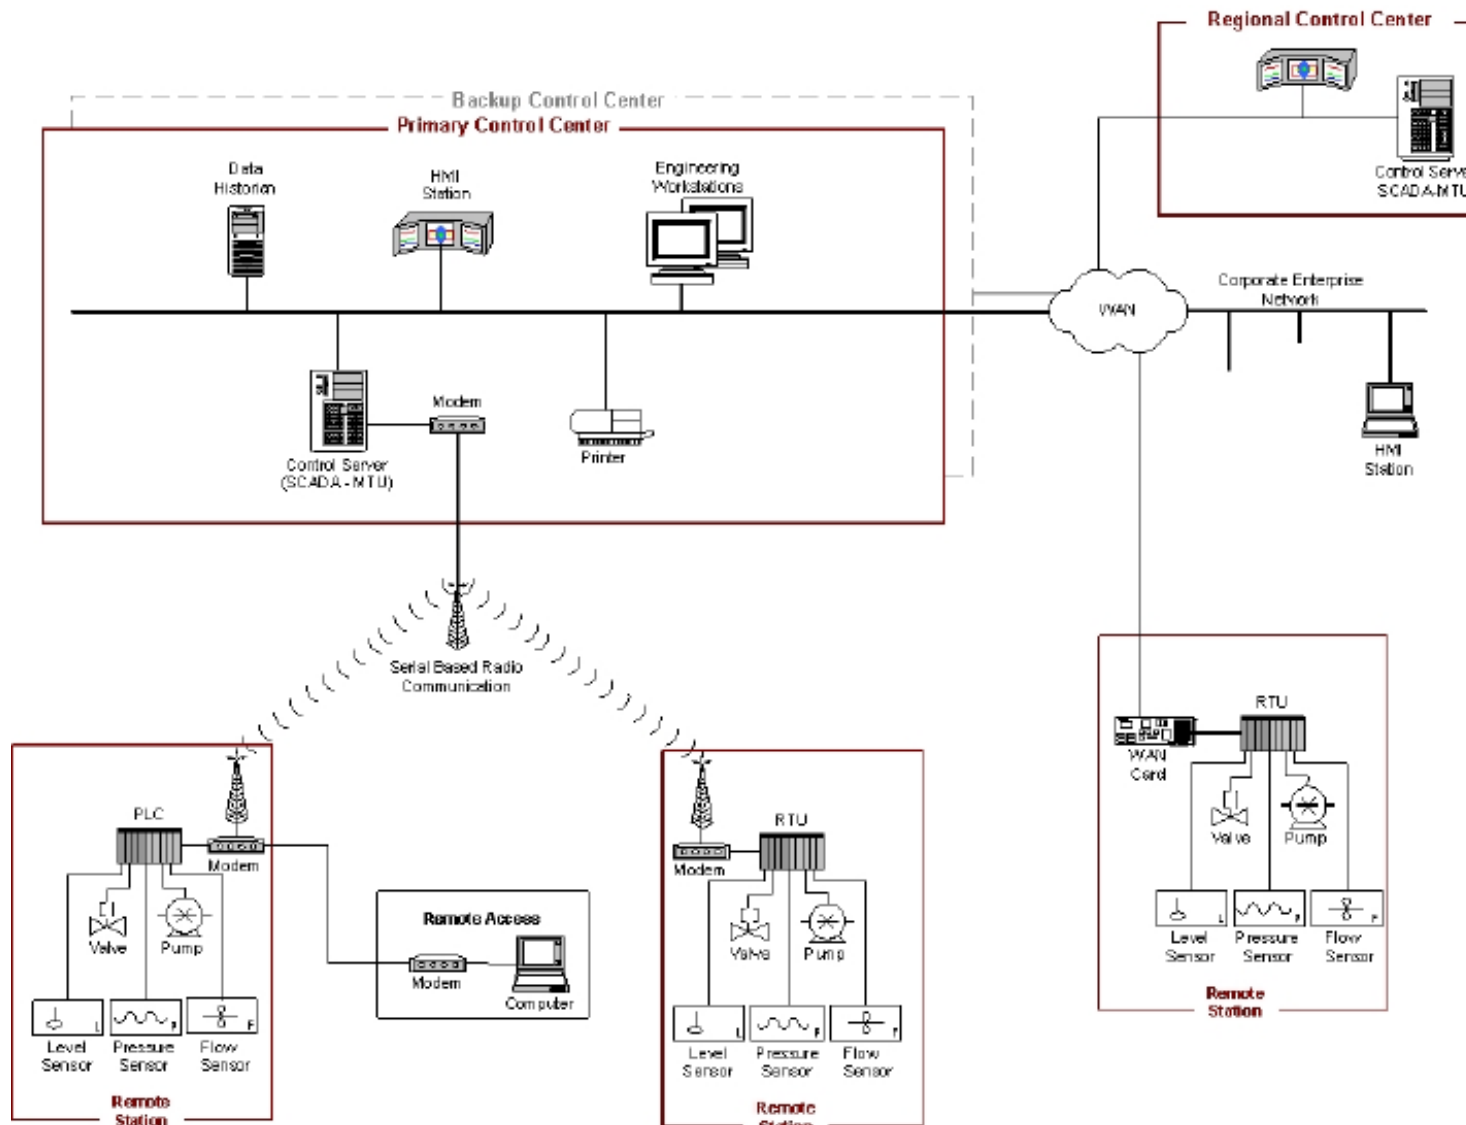 Regional Control Center
Control Serve
SCADA-MTU
Backup Control Center
Primary Control Center
Data
Historian
HMI
Station
Engineering
Workstations
Modem
Control Server
(SCADA - MTU)
Printer
WAN
Corporate Enterprise
Network
HMI
Station
Serial Based Radio
Communication
PLC
Modem
Valve
Pump
L
P
F
Level
Sensor
Pressure
Sensor
Flow
Sensor
Remote
Station
Remote Access
Modem
Computer
RTU
Modem
Valve
Pump
L
P
F
Level
Sensor
Pressure
Sensor
Flow
Sensor
Remote
Station
RTU
WAN
Card
Valve
Pump
L
P
F
Level
Sensor
Pressure
Sensor
Flow
Sensor
Remote
Station